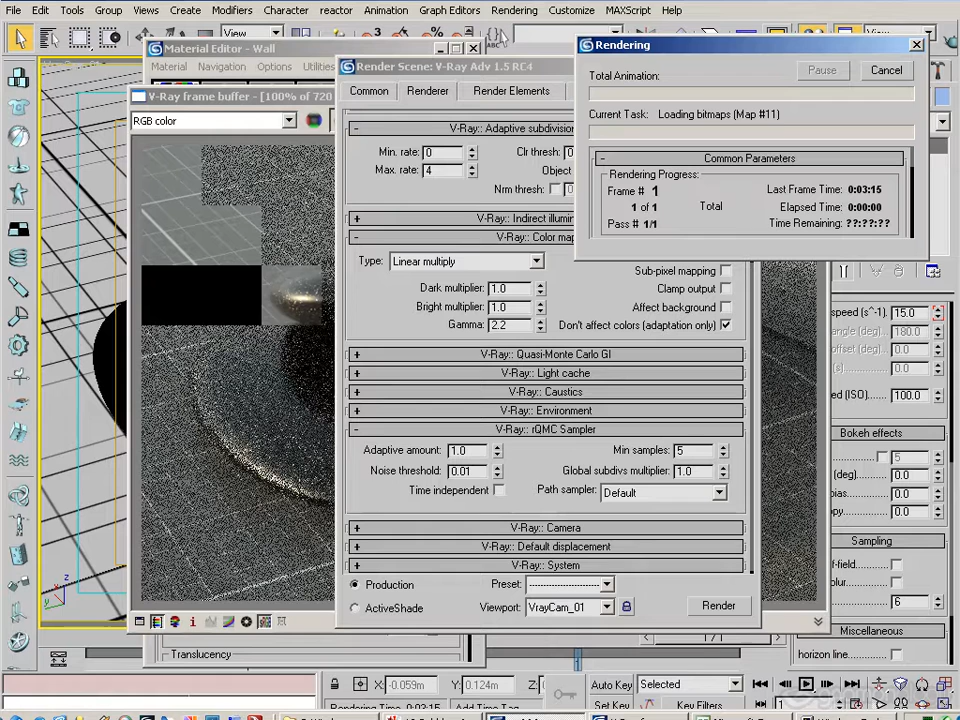 File Edit Tools Group Views Create Modifiers Character reactor Animation Graph Editors Rendering Customize MAXScript Help
Material Editor - Wall
Material Navigation Options Utilities
V-Ray frame buffer - [100% of 720
RGB color
Render Scene: V-Ray Adv 1.5 RC4
Common Renderer Render Elements
V-Ray:: Adaptive subdivision
Min. rate: 0 Clr thresh: 0
Max. rate: 4 Object
Nrm thresh: 0
V-Ray:: Indirect illumin
V-Ray:: Color map
Type: Linear multiply
Sub-pixel mapping
Dark multiplier: 1.0 Clamp output
Bright multiplier: 1.0 Affect background
Gamma: 2.2 Don't affect colors (adaptation only)
V-Ray:: Quasi-Monte Carlo GI
V-Ray:: Light cache
V-Ray:: Caustics
V-Ray:: Environment
V-Ray:: rQMC Sampler
Adaptive amount: 1.0 Min samples: 5
Noise threshold: 0.01 Global subdivs multiplier: 1.0
Time independent Path sampler: Default
V-Ray:: Camera
V-Ray:: Default displacement
V-Ray:: System
Production Preset: --------------------
ActiveShade Viewport: VrayCam_01 Render
Rendering
Total Animation: Pause Cancel
Current Task: Loading bitmaps (Map #11)
Common Parameters
Rendering Progress:
Frame # 1 Last Frame Time: 0:03:15
1 of 1 Total Elapsed Time: 0:00:00
Pass # 1/1 Time Remaining: ??:??:??
View
speed (s^-1) 15.0
angle (deg) 180.0
offset (deg) 0.0
0.0
ed (ISO) 100.0
Bokeh effects
5
(deg) 0.0
0.0
0.0
Sampling
6
Miscellaneous
horizon line
Translucency
1 / 1
X: -0.059m Y: 0.124m Z:
Auto Key Selected
Add Time Tag Set Key Key Filters 1